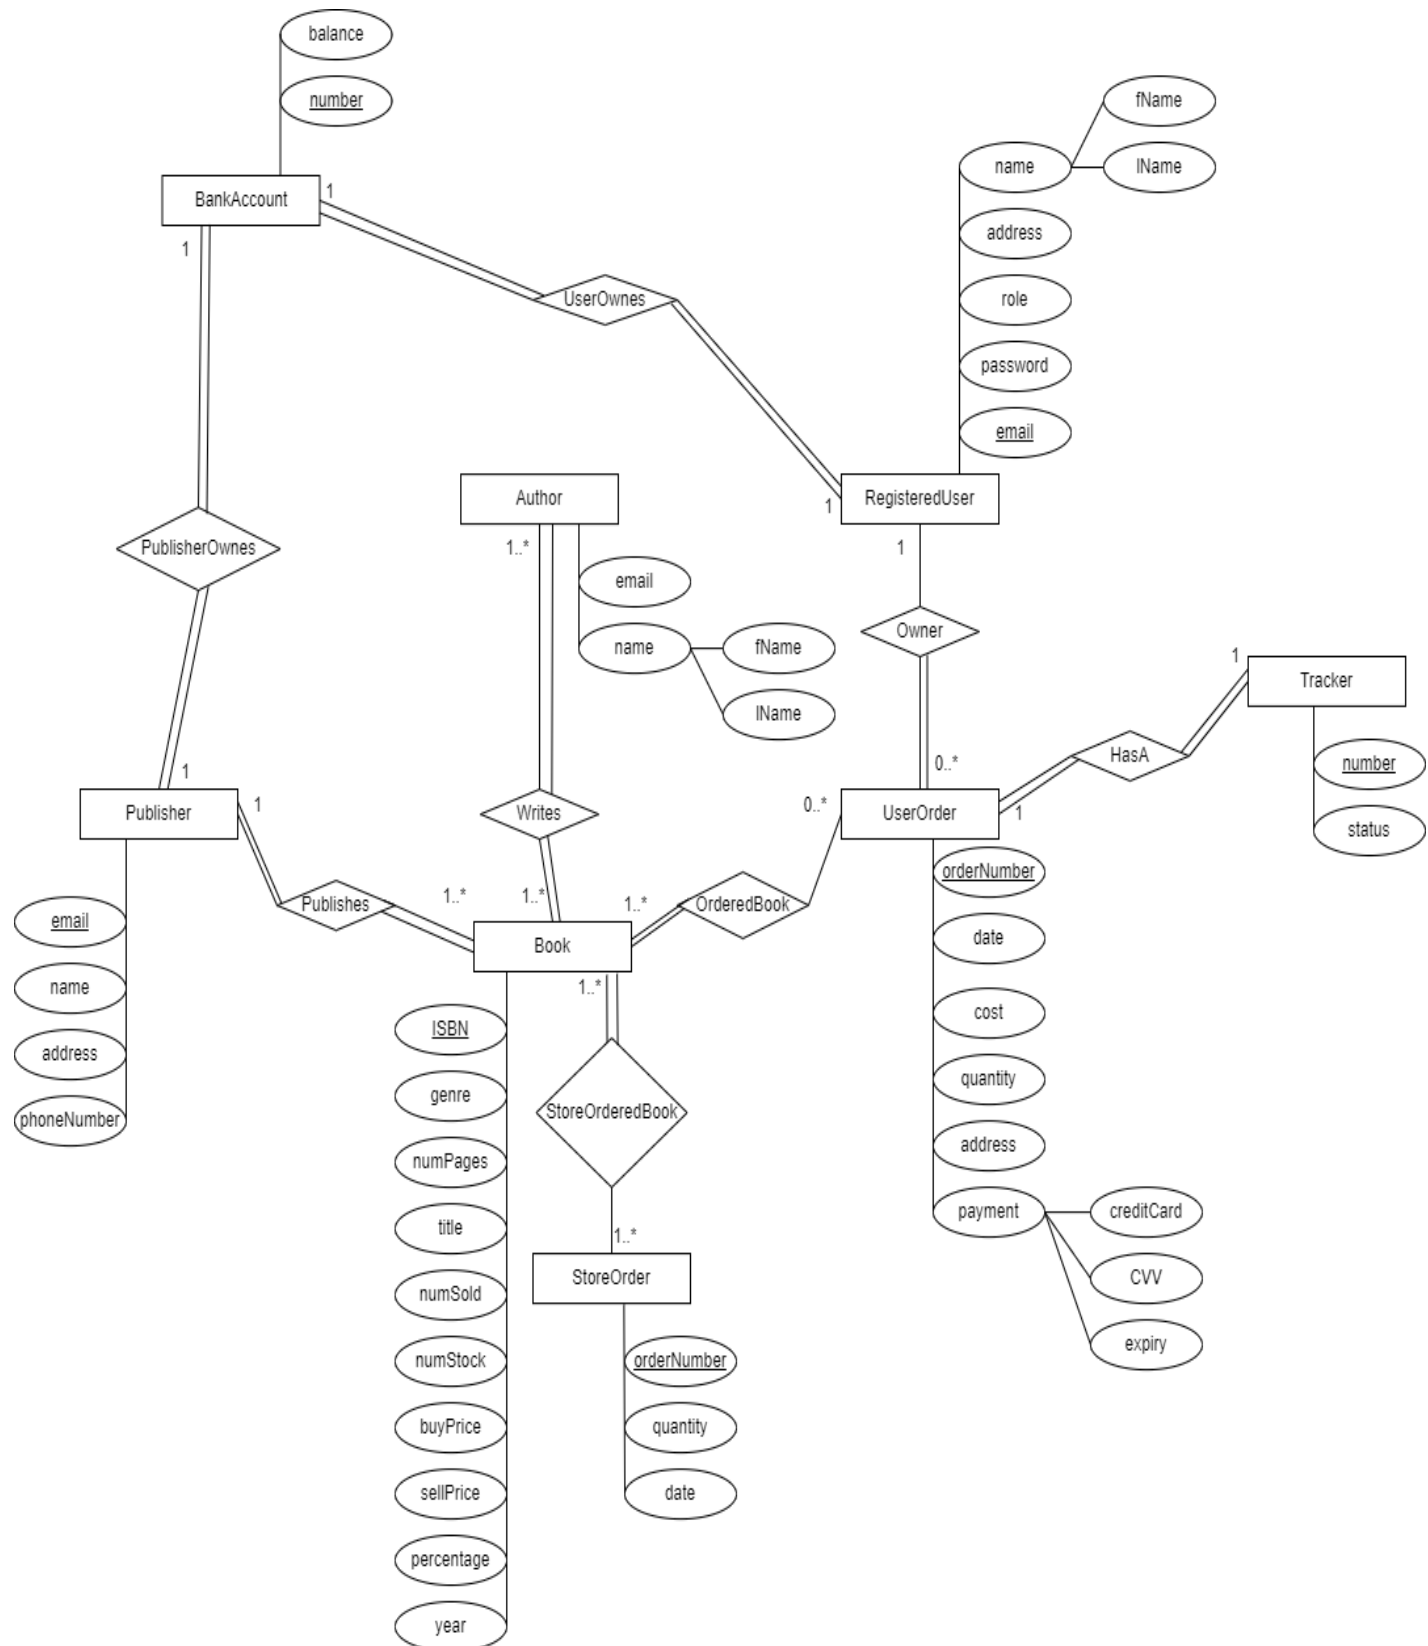 balance
number
BankAccount
1
1
UserOwnes
fName
name
lName
address
role
password
email
RegisteredUser
1
1
Author
1..*
email
name
fName
lName
PublisherOwnes
Owner
1
Tracker
number
status
HasA
1
0..*
0..*
UserOrder
1
Publisher
1
Writes
Publishes
1..*
1..*
1..*
OrderedBook
Book
1..*
email
name
address
phoneNumber
orderNumber
date
cost
quantity
address
payment
creditCard
CVV
expiry
ISBN
genre
numPages
title
numSold
numStock
buyPrice
sellPrice
percentage
year
StoreOrderedBook
1..*
StoreOrder
orderNumber
quantity
date